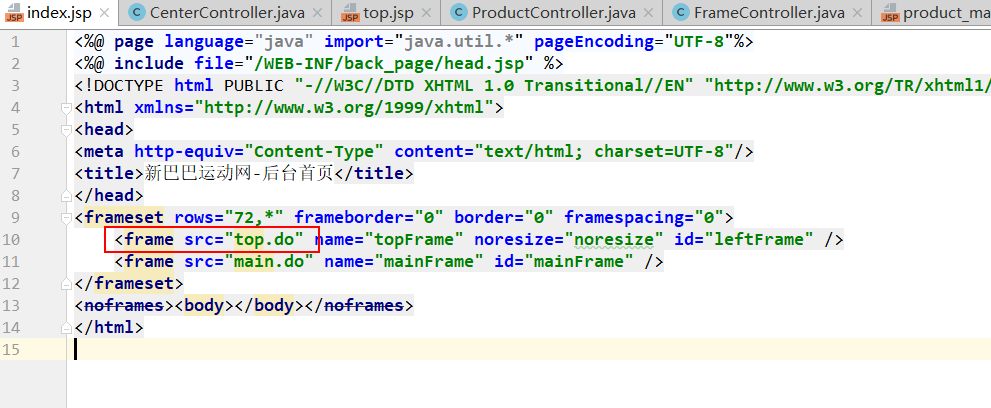 index.jsp CenterController.java top.jsp ProductController.java FrameController.java product_ma
1 <%@ page language="java" import="java.util.*" pageEncoding="UTF-8"%>
2 <%@ include file="/WEB-INF/back_page/head.jsp" %>
3 <!DOCTYPE html PUBLIC "-//W3C//DTD XHTML 1.0 Transitional//EN" "http://www.w3.org/TR/xhtml1/
4 <html xmlns="http://www.w3.org/1999/xhtml">
5 <head>
6 <meta http-equiv="Content-Type" content="text/html; charset=UTF-8"/>
7 <title>新巴巴运动网-后台首页</title>
8 </head>
9 <frameset rows="72,*" frameborder="0" border="0" framespacing="0">
10 <frame src="top.do" name="topFrame" noresize="noresize" id="leftFrame" />
11 <frame src="main.do" name="mainFrame" id="mainFrame" />
12 </frameset>
13 <noframes><body></body></noframes>
14 </html>
15